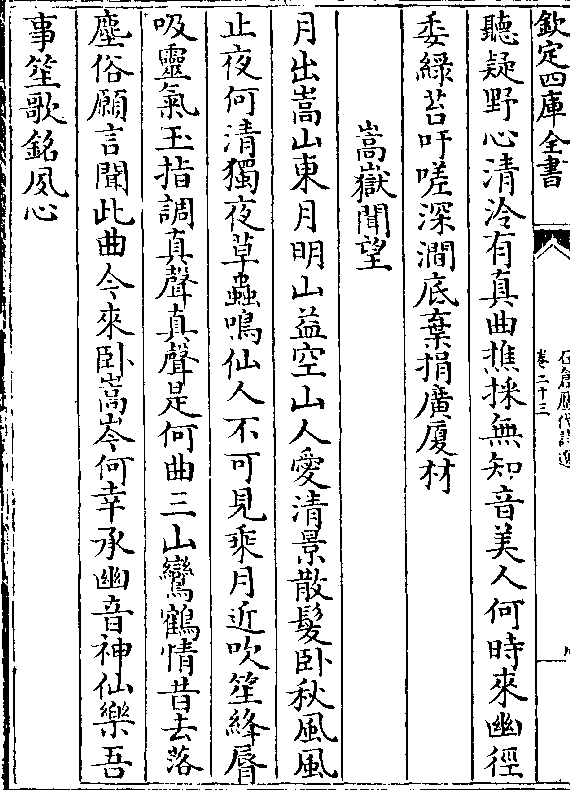 欽定四庫全書
卷二十三
聽疑野心清泠有真曲樵採無知音美人何時來幽徑
委綠苔吁嗟深澗底棄捐廣厦材
嵩嶽聞望
月出嵩山東月明山益空山人愛清景散髮卧秋風風
止夜何清獨夜草蟲鳴仙人不可見乘月近吹笙絳唇
吸靈氣玉指調真聲真聲是何曲三山鸞鶴情昔去落
塵俗願言聞此曲今來卧嵩岑何幸承幽音神仙樂吾
事笙歌銘夙心